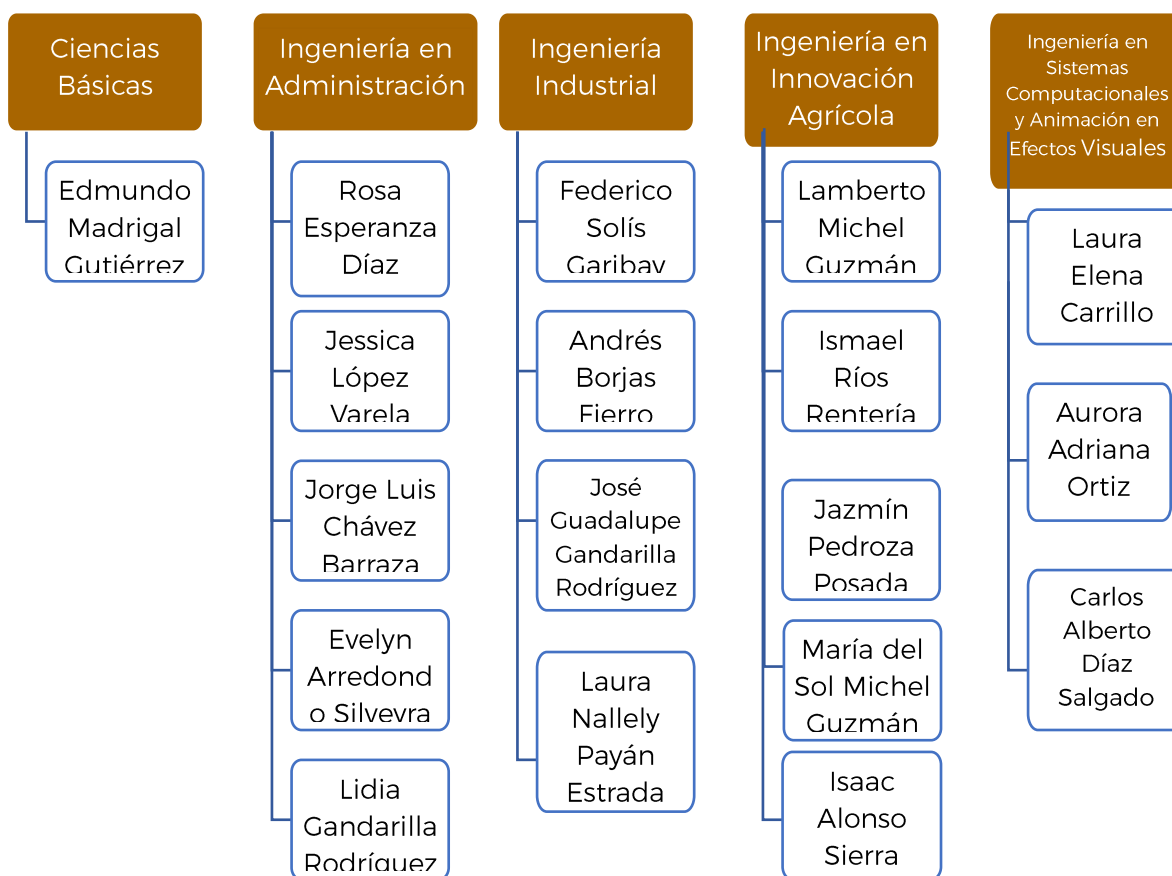 Ciencias
Básicas
Edmundo
Madrigal
Gutiérrez
Ingeniería en
Administración
Rosa
Esperanza
Díaz
Jessica
López
Varela
Jorge Luis
Chávez
Barraza
Evelyn
Arredond
o Silveyra
Lidia
Gandarilla
Rodríguez
Ingeniería
Industrial
Federico
Solís
Garibay
Andrés
Borjas
Fierro
José
Guadalupe
Gandarilla
Rodríguez
Laura
Nallely
Payán
Estrada
Ingeniería en
Innovación
Agrícola
Lamberto
Michel
Guzmán
Ismael
Ríos
Rentería
Jazmín
Pedroza
Posada
María del
Sol Michel
Guzmán
Isaac
Alonso
Sierra
Ingeniería en
Sistemas
Computacionales
y Animación en
Efectos Visuales
Laura
Elena
Carrillo
Aurora
Adriana
Ortiz
Carlos
Alberto
Díaz
Salgado